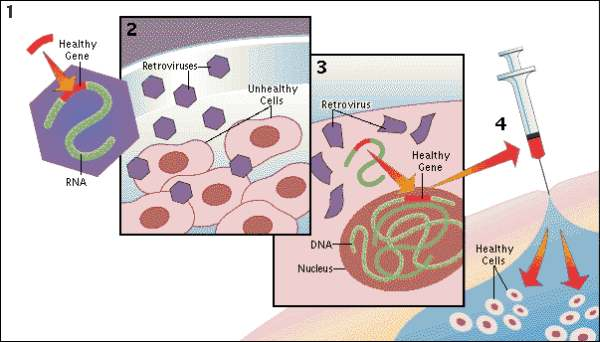 1
Healthy
Gene
RNA
2
Retroviruses
Unhealthy
Cells
3
Retrovirus
Healthy
Gene
DNA
Nucleus
4
Healthy
Cells